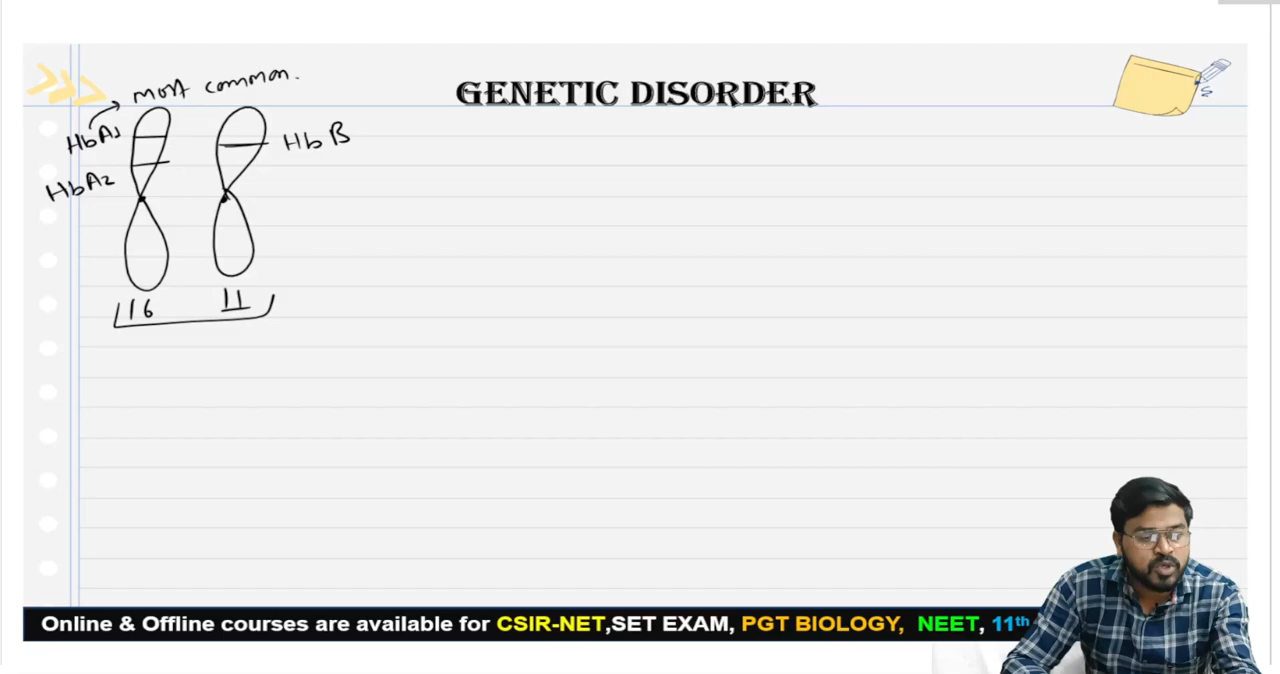 most common.
GENETIC DISORDER
HbA1
HbB
HbA2
16
11
Online & Offline courses are available for CSIR-NET,SET EXAM, PGT BIOLOGY, NEET, 11th